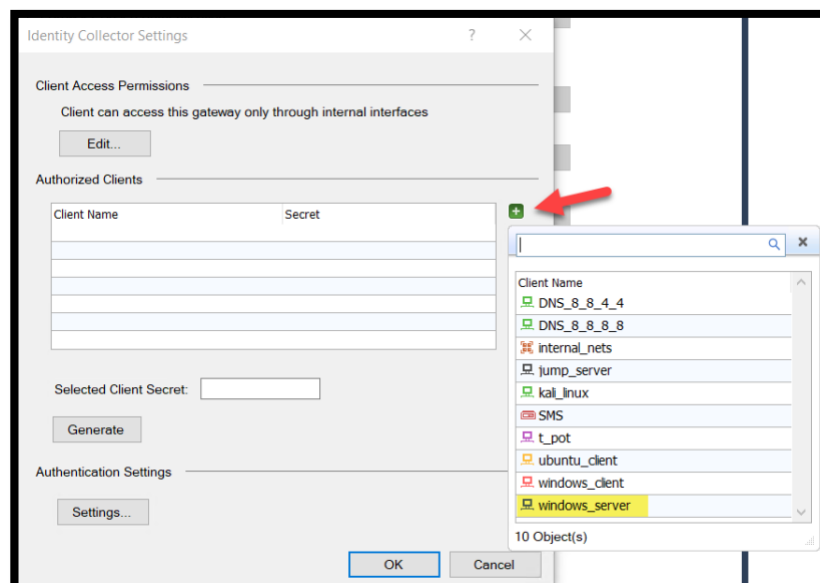 Identity Collector Settings
?
Client Access Permissions
Client can access this gateway only through internal interfaces
Edit...
Authorized Clients
Client Name Secret
Client Name
DNS_8_8_4_4
DNS_8_8_8_8
internal_nets
jump_server
kali_linux
SMS
t_pot
ubuntu_client
windows_client
windows_server
10 Object(s)
Selected Client Secret:
Generate
Authentication Settings
Settings...
OK Cancel